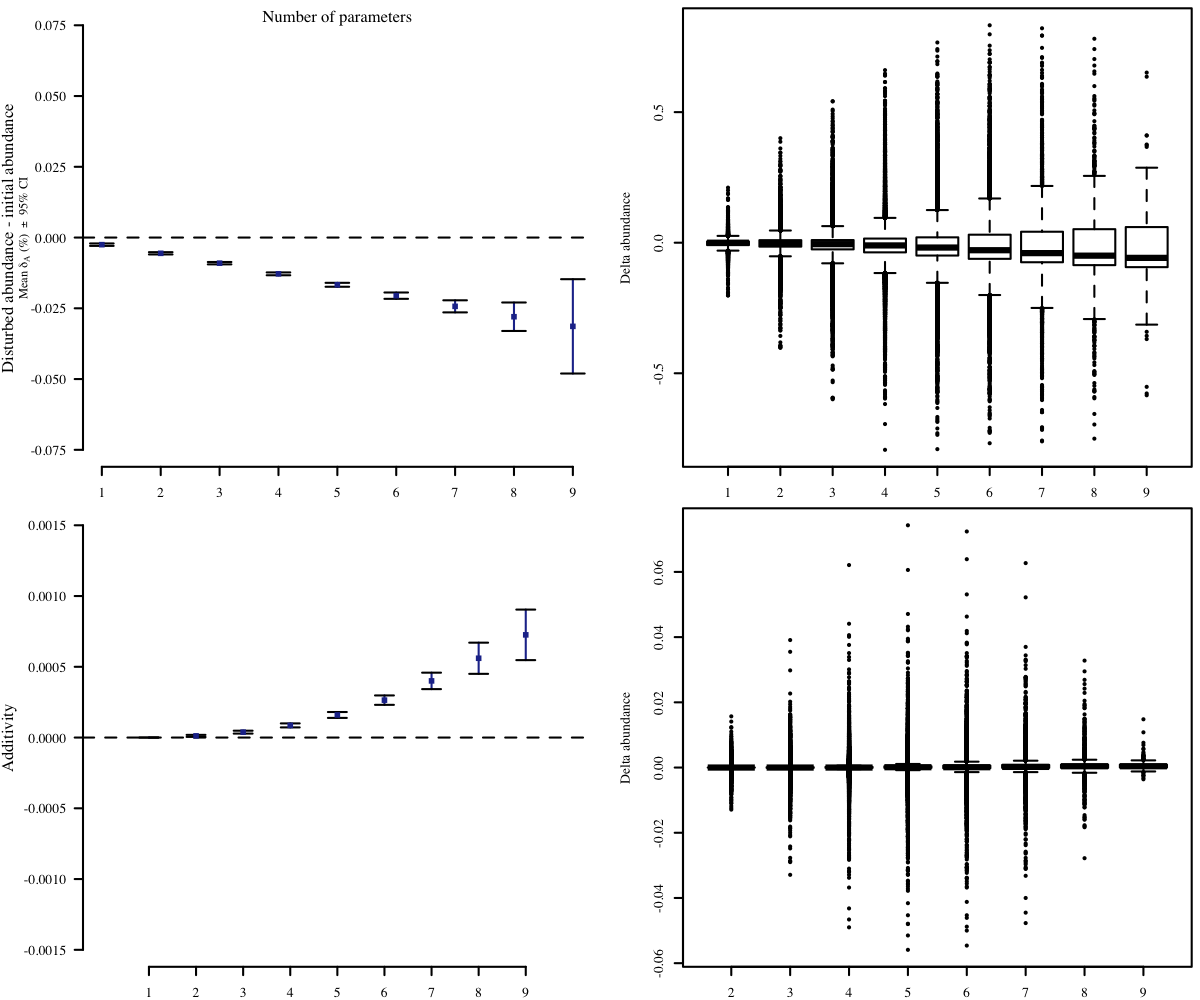 Number of parameters
Disturbed abundance - initial abundance
Mean δA (%) ± 95% CI
0.075
0.050
0.025
0.000
-0.025
-0.050
-0.075
1 2 3 4 5 6 7 8 9
Delta abundance
0.5
0.0
-0.5
1 2 3 4 5 6 7 8 9
Additivity
0.0015
0.0010
0.0005
0.0000
-0.0005
-0.0010
-0.0015
1 2 3 4 5 6 7 8 9
Delta abundance
0.06
0.04
0.02
0.00
-0.02
-0.04
-0.06
2 3 4 5 6 7 8 9